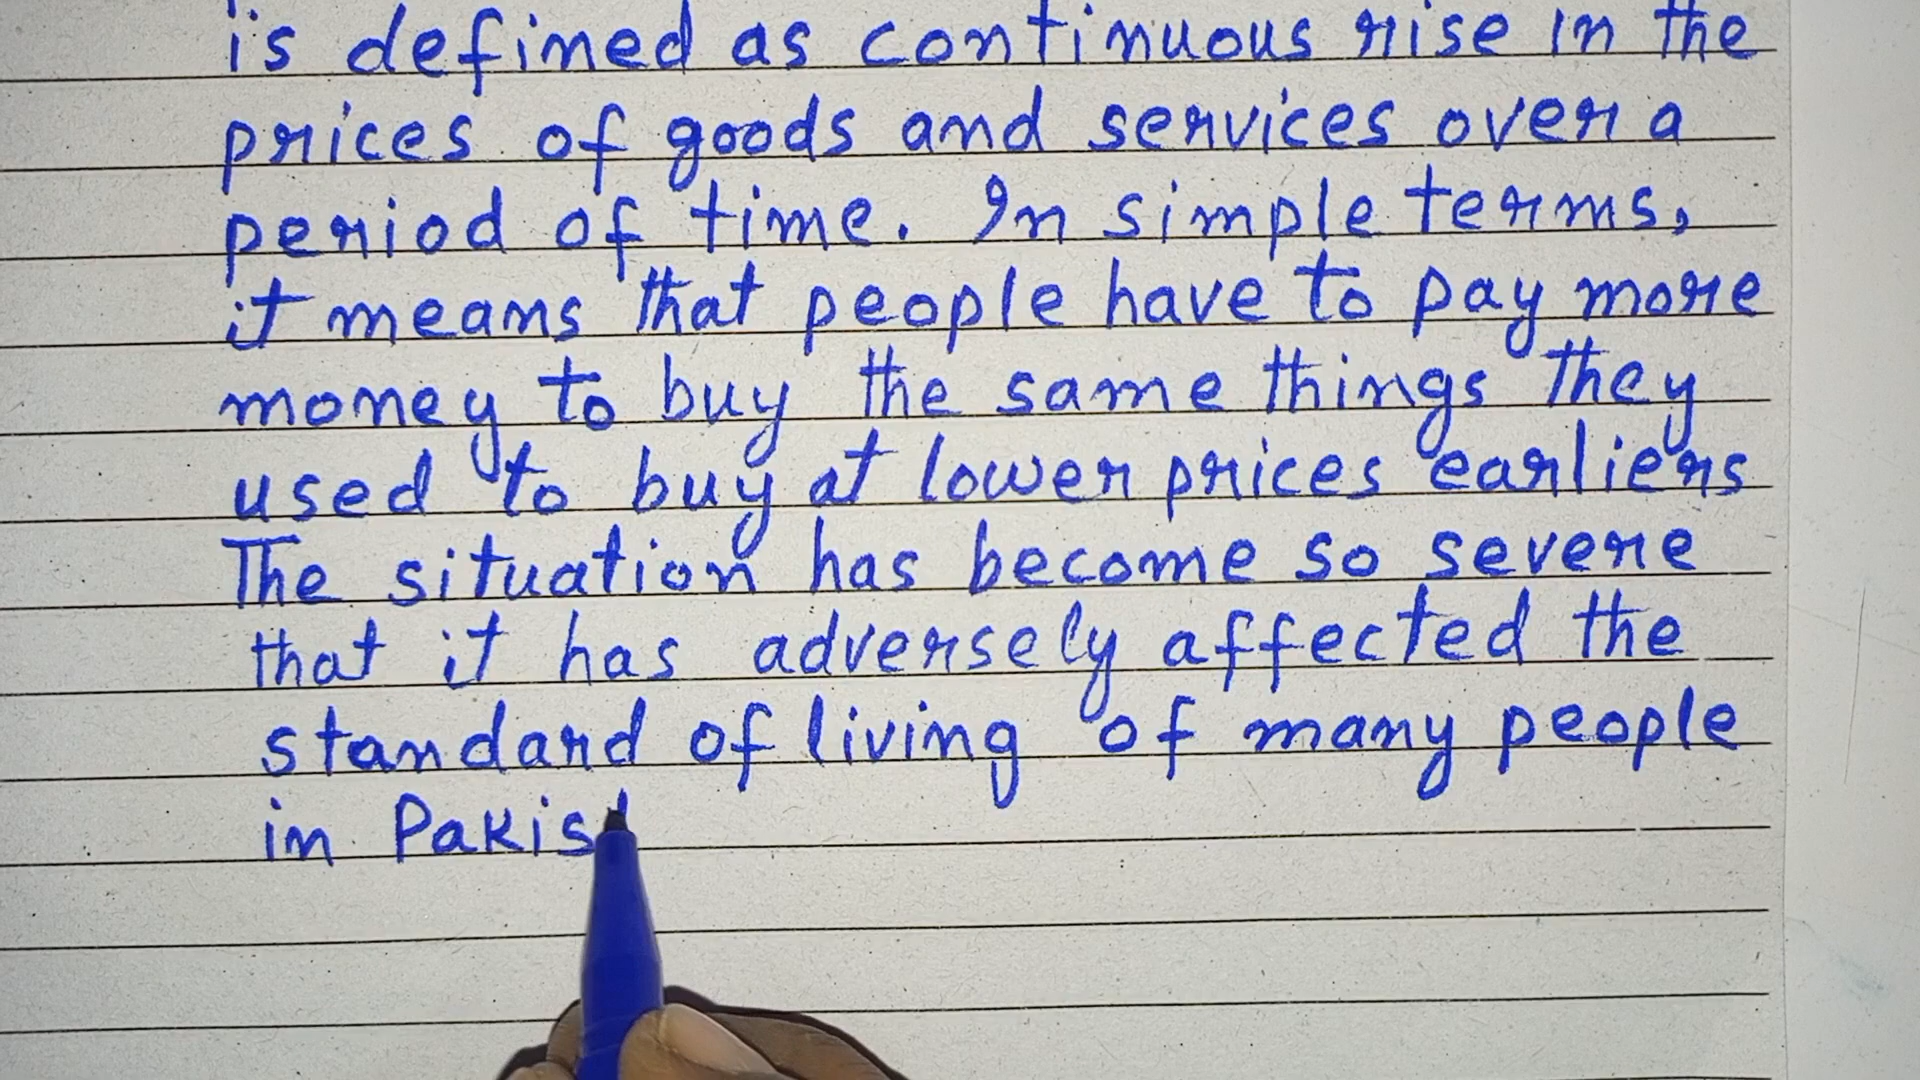 is defined as continuous rise in the
prices of goods and services over a
period of time. In simple terms,
it means that people have to pay more
money to buy the same things they
used to buy at lower prices earliers
The situation has become so severe
that it has adversely affected the
standard of living of many people
in Pakist